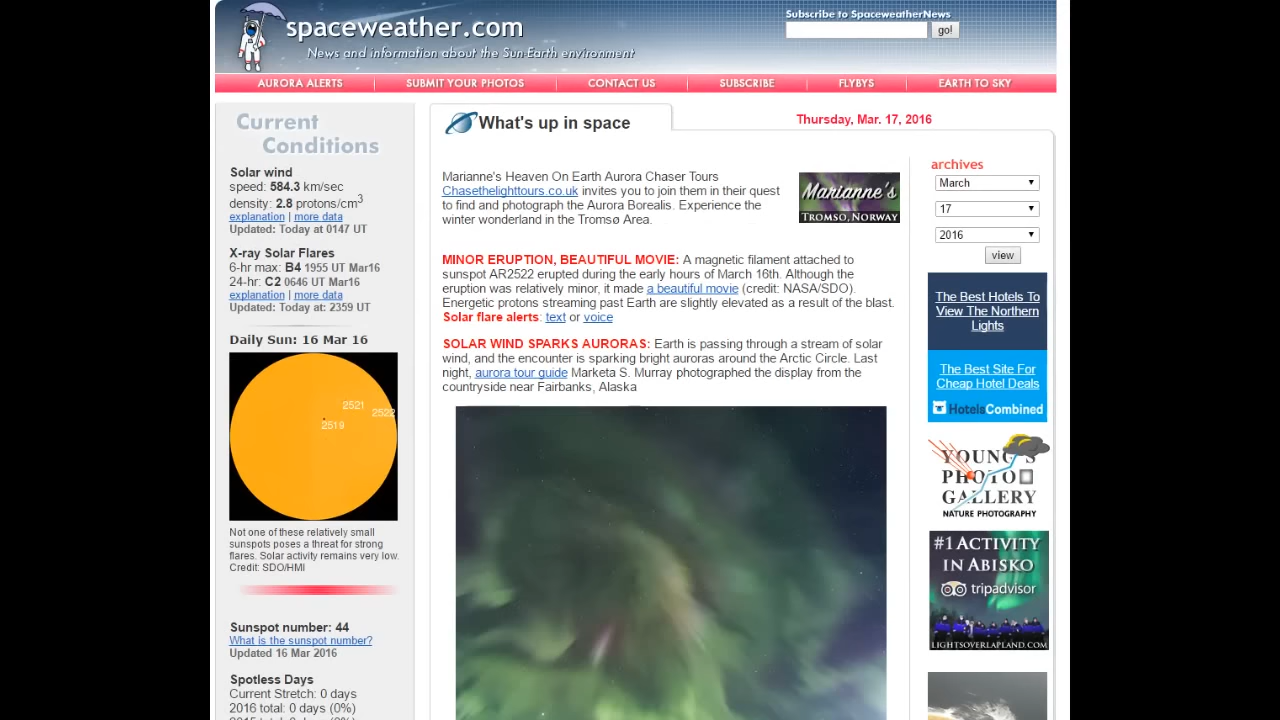 spaceweather.com
News and information about the Sun-Earth environment
Subscribe to SpaceweatherNews
go!
AURORA ALERTS
SUBMIT YOUR PHOTOS
CONTACT US
SUBSCRIBE
FLYBYS
EARTH TO SKY
Current
Conditions
Solar wind
speed: 584.3 km/sec
density: 2.8 protons/cm3
explanation | more data
Updated: Today at 0147 UT
X-ray Solar Flares
6-hr max: B4 1955 UT Mar16
24-hr: C2 0646 UT Mar16
explanation | more data
Updated: Today at: 2359 UT
Daily Sun: 16 Mar 16
2521
2522
2519
Not one of these relatively small
sunspots poses a threat for strong
flares. Solar activity remains very low.
Credit: SDO/HMI
Sunspot number: 44
What is the sunspot number?
Updated 16 Mar 2016
Spotless Days
Current Stretch: 0 days
2016 total: 0 days (0%)
2015 total: 0 days (0%)
What's up in space
Thursday, Mar. 17, 2016
Marianne's Heaven On Earth Aurora Chaser Tours
Chasethelighttours.co.uk invites you to join them in their quest
to find and photograph the Aurora Borealis. Experience the
winter wonderland in the Tromsø Area.
Marianne's
TROMSO, NORWAY
MINOR ERUPTION, BEAUTIFUL MOVIE: A magnetic filament attached to
sunspot AR2522 erupted during the early hours of March 16th. Although the
eruption was relatively minor, it made a beautiful movie (credit: NASA/SDO).
Energetic protons streaming past Earth are slightly elevated as a result of the blast.
Solar flare alerts: text or voice
SOLAR WIND SPARKS AURORAS: Earth is passing through a stream of solar
wind, and the encounter is sparking bright auroras around the Arctic Circle. Last
night, aurora tour guide Marketa S. Murray photographed the display from the
countryside near Fairbanks, Alaska
archives
March
17
2016
view
The Best Hotels To
View The Northern
Lights
The Best Site For
Cheap Hotel Deals
HotelsCombined
YOUNG'S
PHOTO
GALLERY
NATURE PHOTOGRAPHY
#1 ACTIVITY
IN ABISKO
tripadvisor
LIGHTSOVERLAPLAND.COM